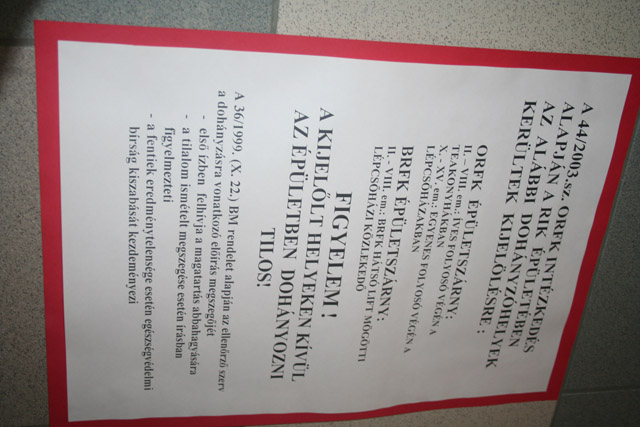 A 44/2003.sz. ORFK INTÉZKEDÉS
ALAPJÁN A RIK ÉPÜLETÉBEN
AZ ALÁBBI DOHÁNYZÓHELYEK
KERÜLTEK KIJELÖLÉSRE.:
ORFK ÉPÜLETSZÁRNY:
II. – VIII. em.: ÍVES FOLYOSÓ VÉGÉN A
TEAKONYHÁKBAN
X. - XV. em.: EGYENES FOLYOSÓ VÉGÉN A
LÉPCSŐHÁZAKBAN
BRFK ÉPÜLETSZÁRNY:
II. – VIII. em.: BRFK HÁTSÓ LIFT MÖGÖTTI
LÉPCSŐHÁZI KÖZLEKEDŐ
FIGYELEM !
A KIJELÖLT HELYEKEN KÍVÜL
AZ ÉPÜLETBEN DOHÁNYOZNI
TILOS!
A 36/1999. (X. 22.) BM rendelet alapján az ellenőrző szerv
a dohányzásra vonatkozó előírás megszegőjét
- első ízben felhívja a magatartás abbahagyására
- a tilalom ismételt megszegése esetén írásban
figyelmezteti
- a fentiek eredménytelensége esetén egészségvédelmi
bírság kiszabását kezdeményezi